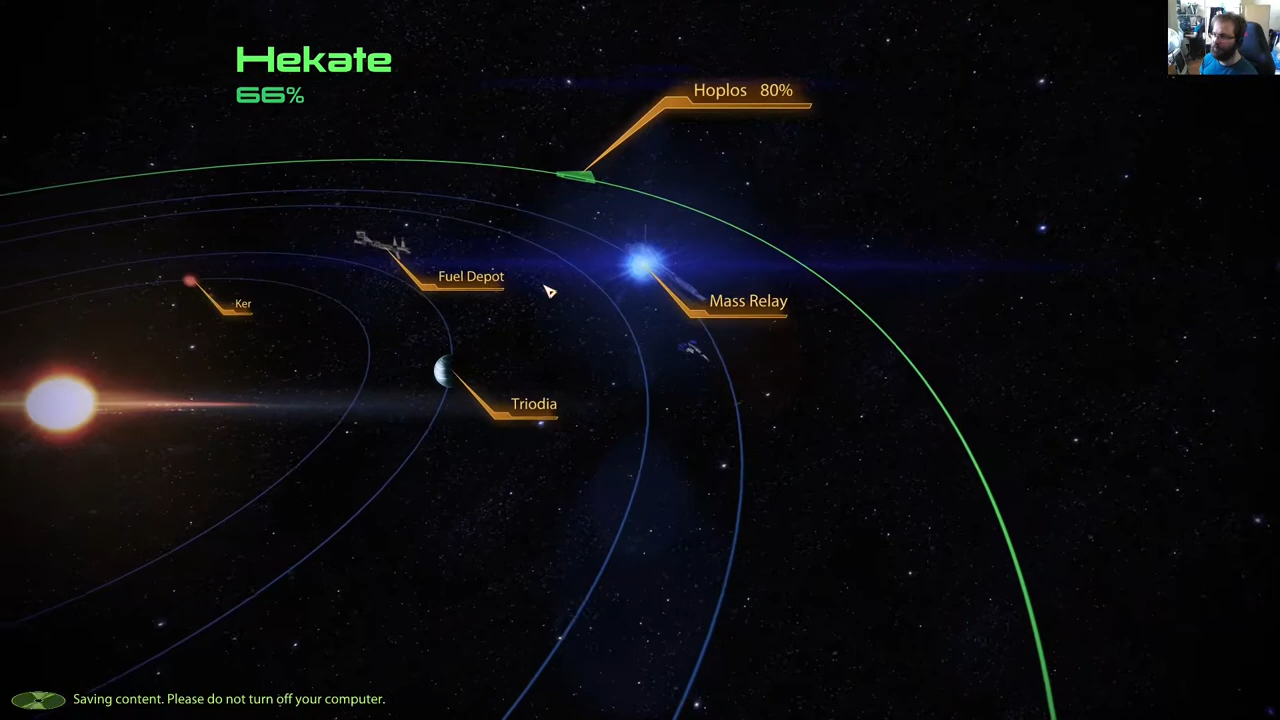 Hekate
66%
Hoplos 80%
Fuel Depot
Ker
Mass Relay
Triodia
Saving content. Please do not turn off your computer.